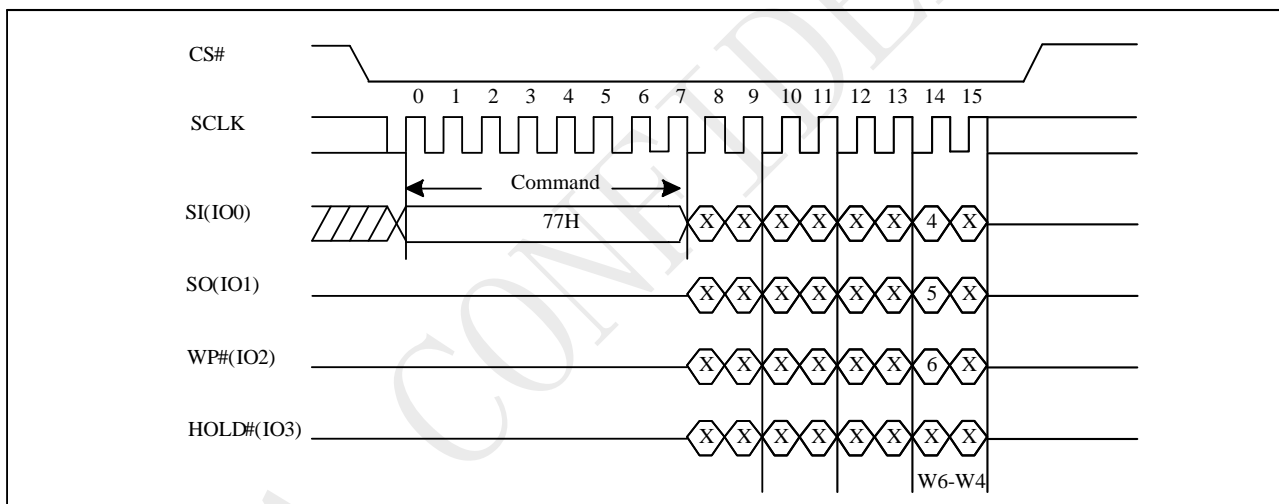 CS#
0 1 2 3 4 5 6 7 8 9 10 11 12 13 14 15
SCLK
Command
SI(IO0) 77H X X X X X X 4 X
SO(IO1) X X X X X X 5 X
WP#(IO2) X X X X X X 6 X
HOLD#(IO3) X X X X X X X X
W6-W4